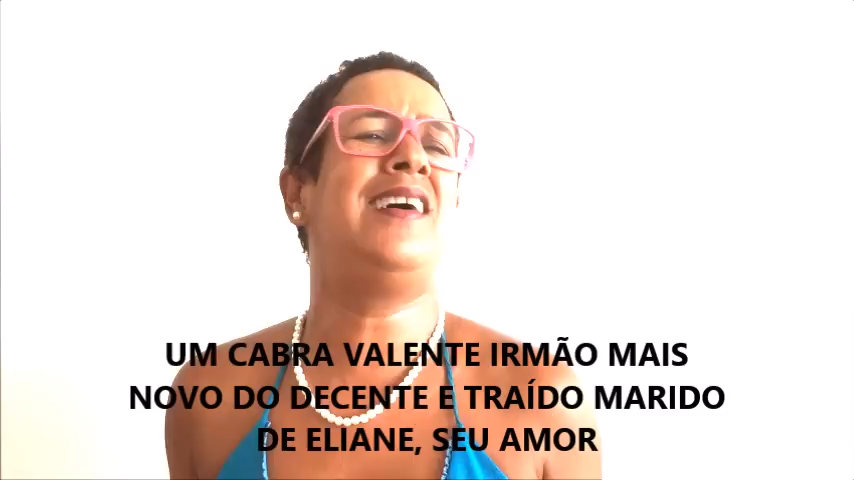 UM CABRA VALENTE IRMÃO MAIS
NOVO DO DECENTE E TRAÍDO MARIDO
DE ELIANE, SEU AMOR